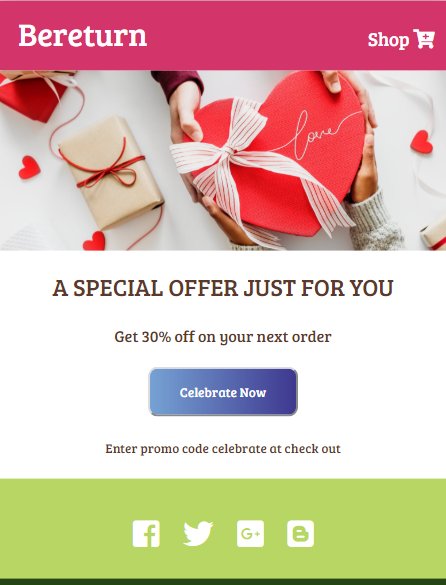 Bereturn
Shop
love
A SPECIAL OFFER JUST FOR YOU
Get 30% off on your next order
Celebrate Now
Enter promo code celebrate at check out
G+